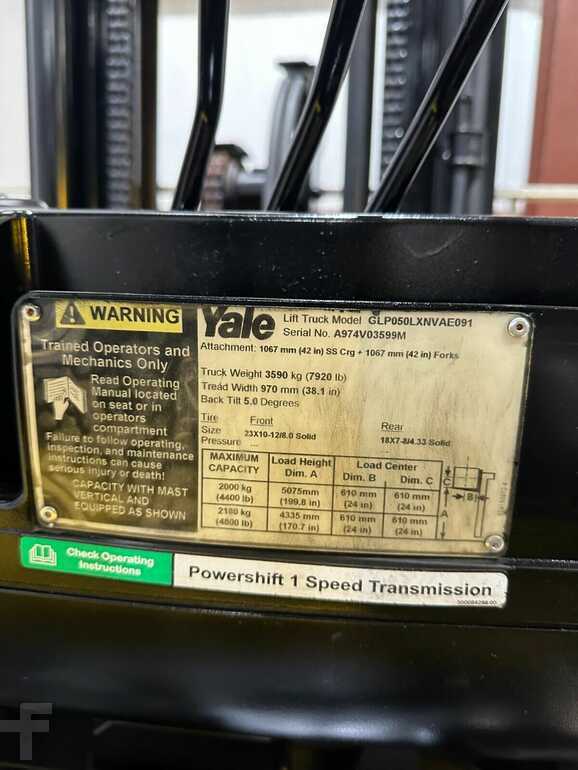 WARNING
Trained Operators and
Mechanics Only
Read Operating
Manual located
on seat or in
operators
compartment
Failure to follow operating,
inspection, and maintenance
instructions can cause
serious injury or death!
CAPACITY WITH MAST
VERTICAL AND
EQUIPPED AS SHOWN
Yale
Lift Truck Model GLP050LXNVAE091
Serial No. A974V03599M
Attachment: 1067 mm (42 in) SS Crg + 1067 mm (42 in) Forks
Truck Weight 3590 kg (7920 lb)
Tread Width 970 mm (38.1 in)
Back Tilt 5.0 Degrees
Tire Front Rear
Size 23X10-12/8.0 Solid 18X7-8/4.33 Solid
Pressure --- ---
MAXIMUM CAPACITY Load Height Dim. A Load Center Dim. B Dim. C
2000 kg (4400 lb) 5075mm (199.8 in) 610 mm (24 in) 610 mm (24 in)
2180 kg (4800 lb) 4335 mm (170.7 in) 610 mm (24 in) 610 mm (24 in)
C
B
A
Check Operating
Instructions
Powershift 1 Speed Transmission